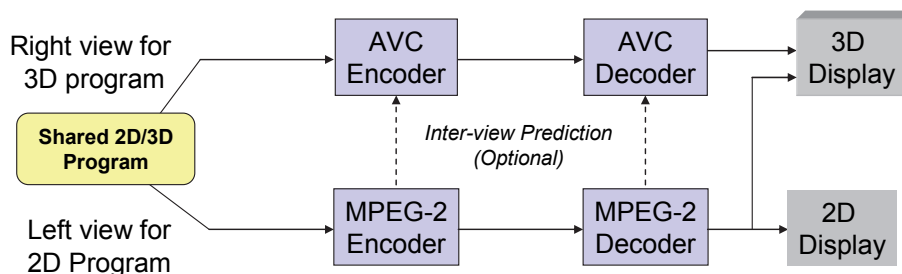 Right view for
3D program
AVC
Encoder
AVC
Decoder
3D
Display
Shared 2D/3D
Program
Inter-view Prediction
(Optional)
Left view for
2D Program
MPEG-2
Encoder
MPEG-2
Decoder
2D
Display